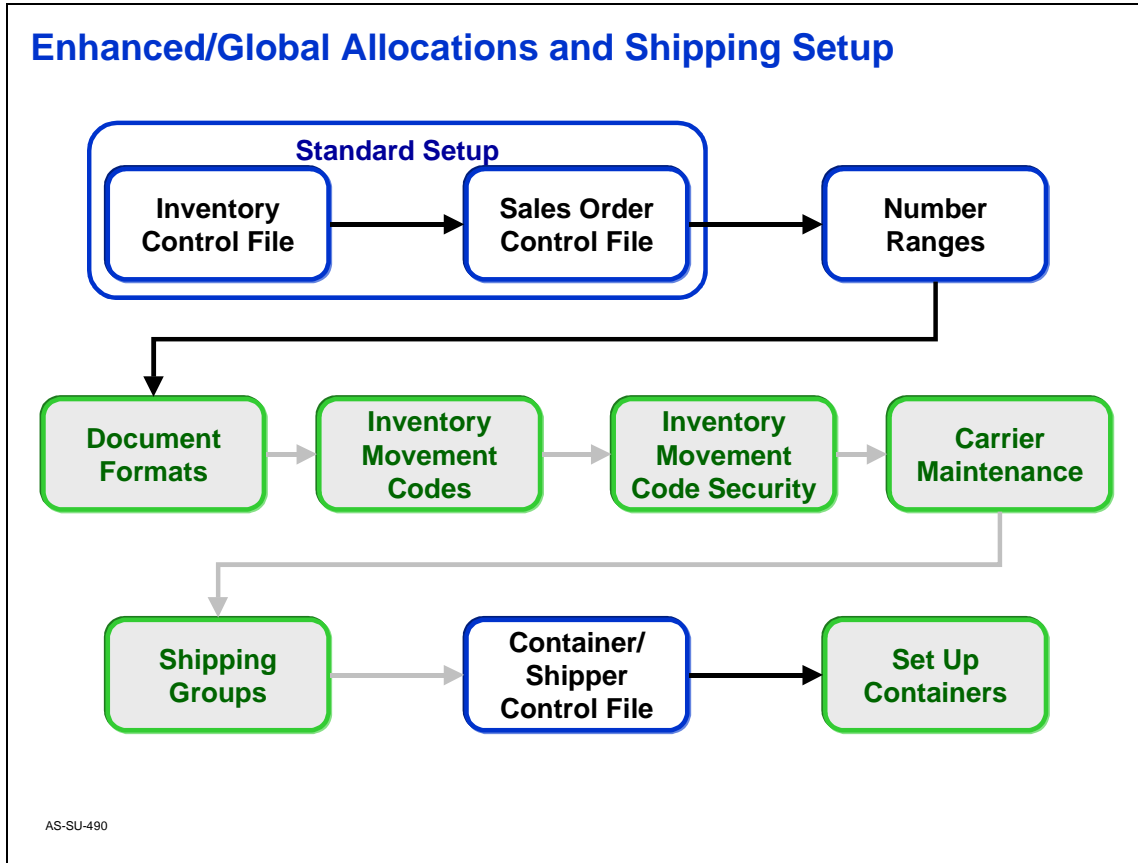 Enhanced/Global Allocations and Shipping Setup
Standard Setup
Inventory
Control File
Sales Order
Control File
Number
Ranges
Document
Formats
Inventory
Movement
Codes
Inventory
Movement
Code Security
Carrier
Maintenance
Shipping
Groups
Container/
Shipper
Control File
Set Up
Containers
AS-SU-490